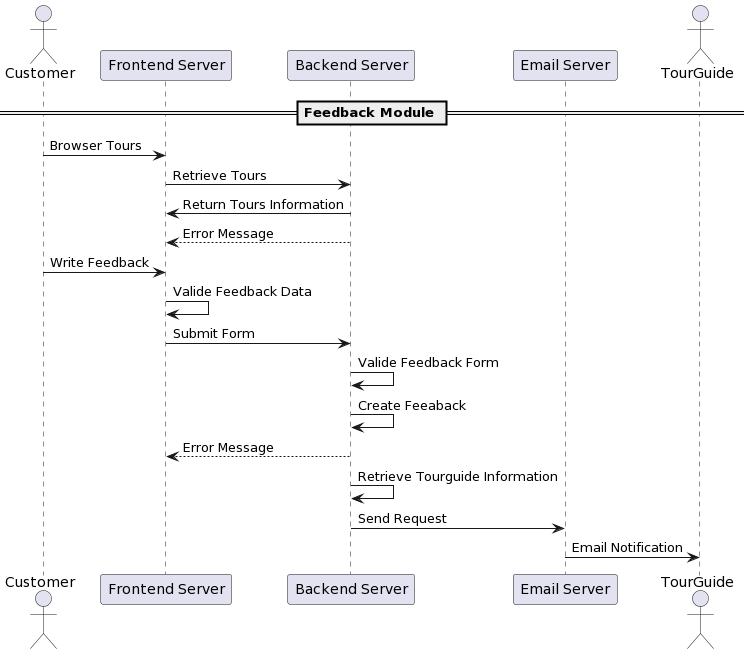 Customer
Frontend Server
Backend Server
Email Server
TourGuide
Feedback Module
Browser Tours
Retrieve Tours
Return Tours Information
Error Message
Write Feedback
Valide Feedback Data
Submit Form
Valide Feedback Form
Create Feeaback
Error Message
Retrieve Tourguide Information
Send Request
Email Notification
Customer
Frontend Server
Backend Server
Email Server
TourGuide